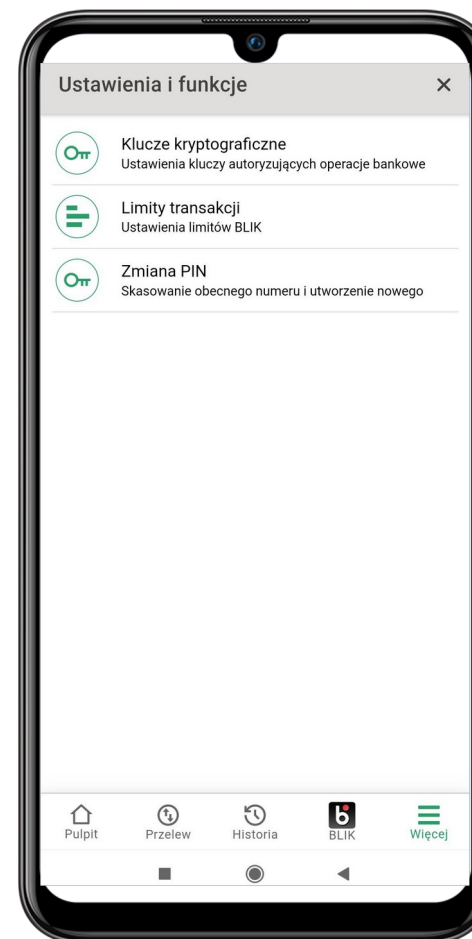 Ustawienia i funkcje
Klucze kryptograficzne
Ustawienia kluczy autoryzujących operacje bankowe
Limity transakcji
Ustawienia limitów BLIK
Zmiana PIN
Skasowanie obecnego numeru i utworzenie nowego
Pulpit Przelew Historia BLIK Więcej